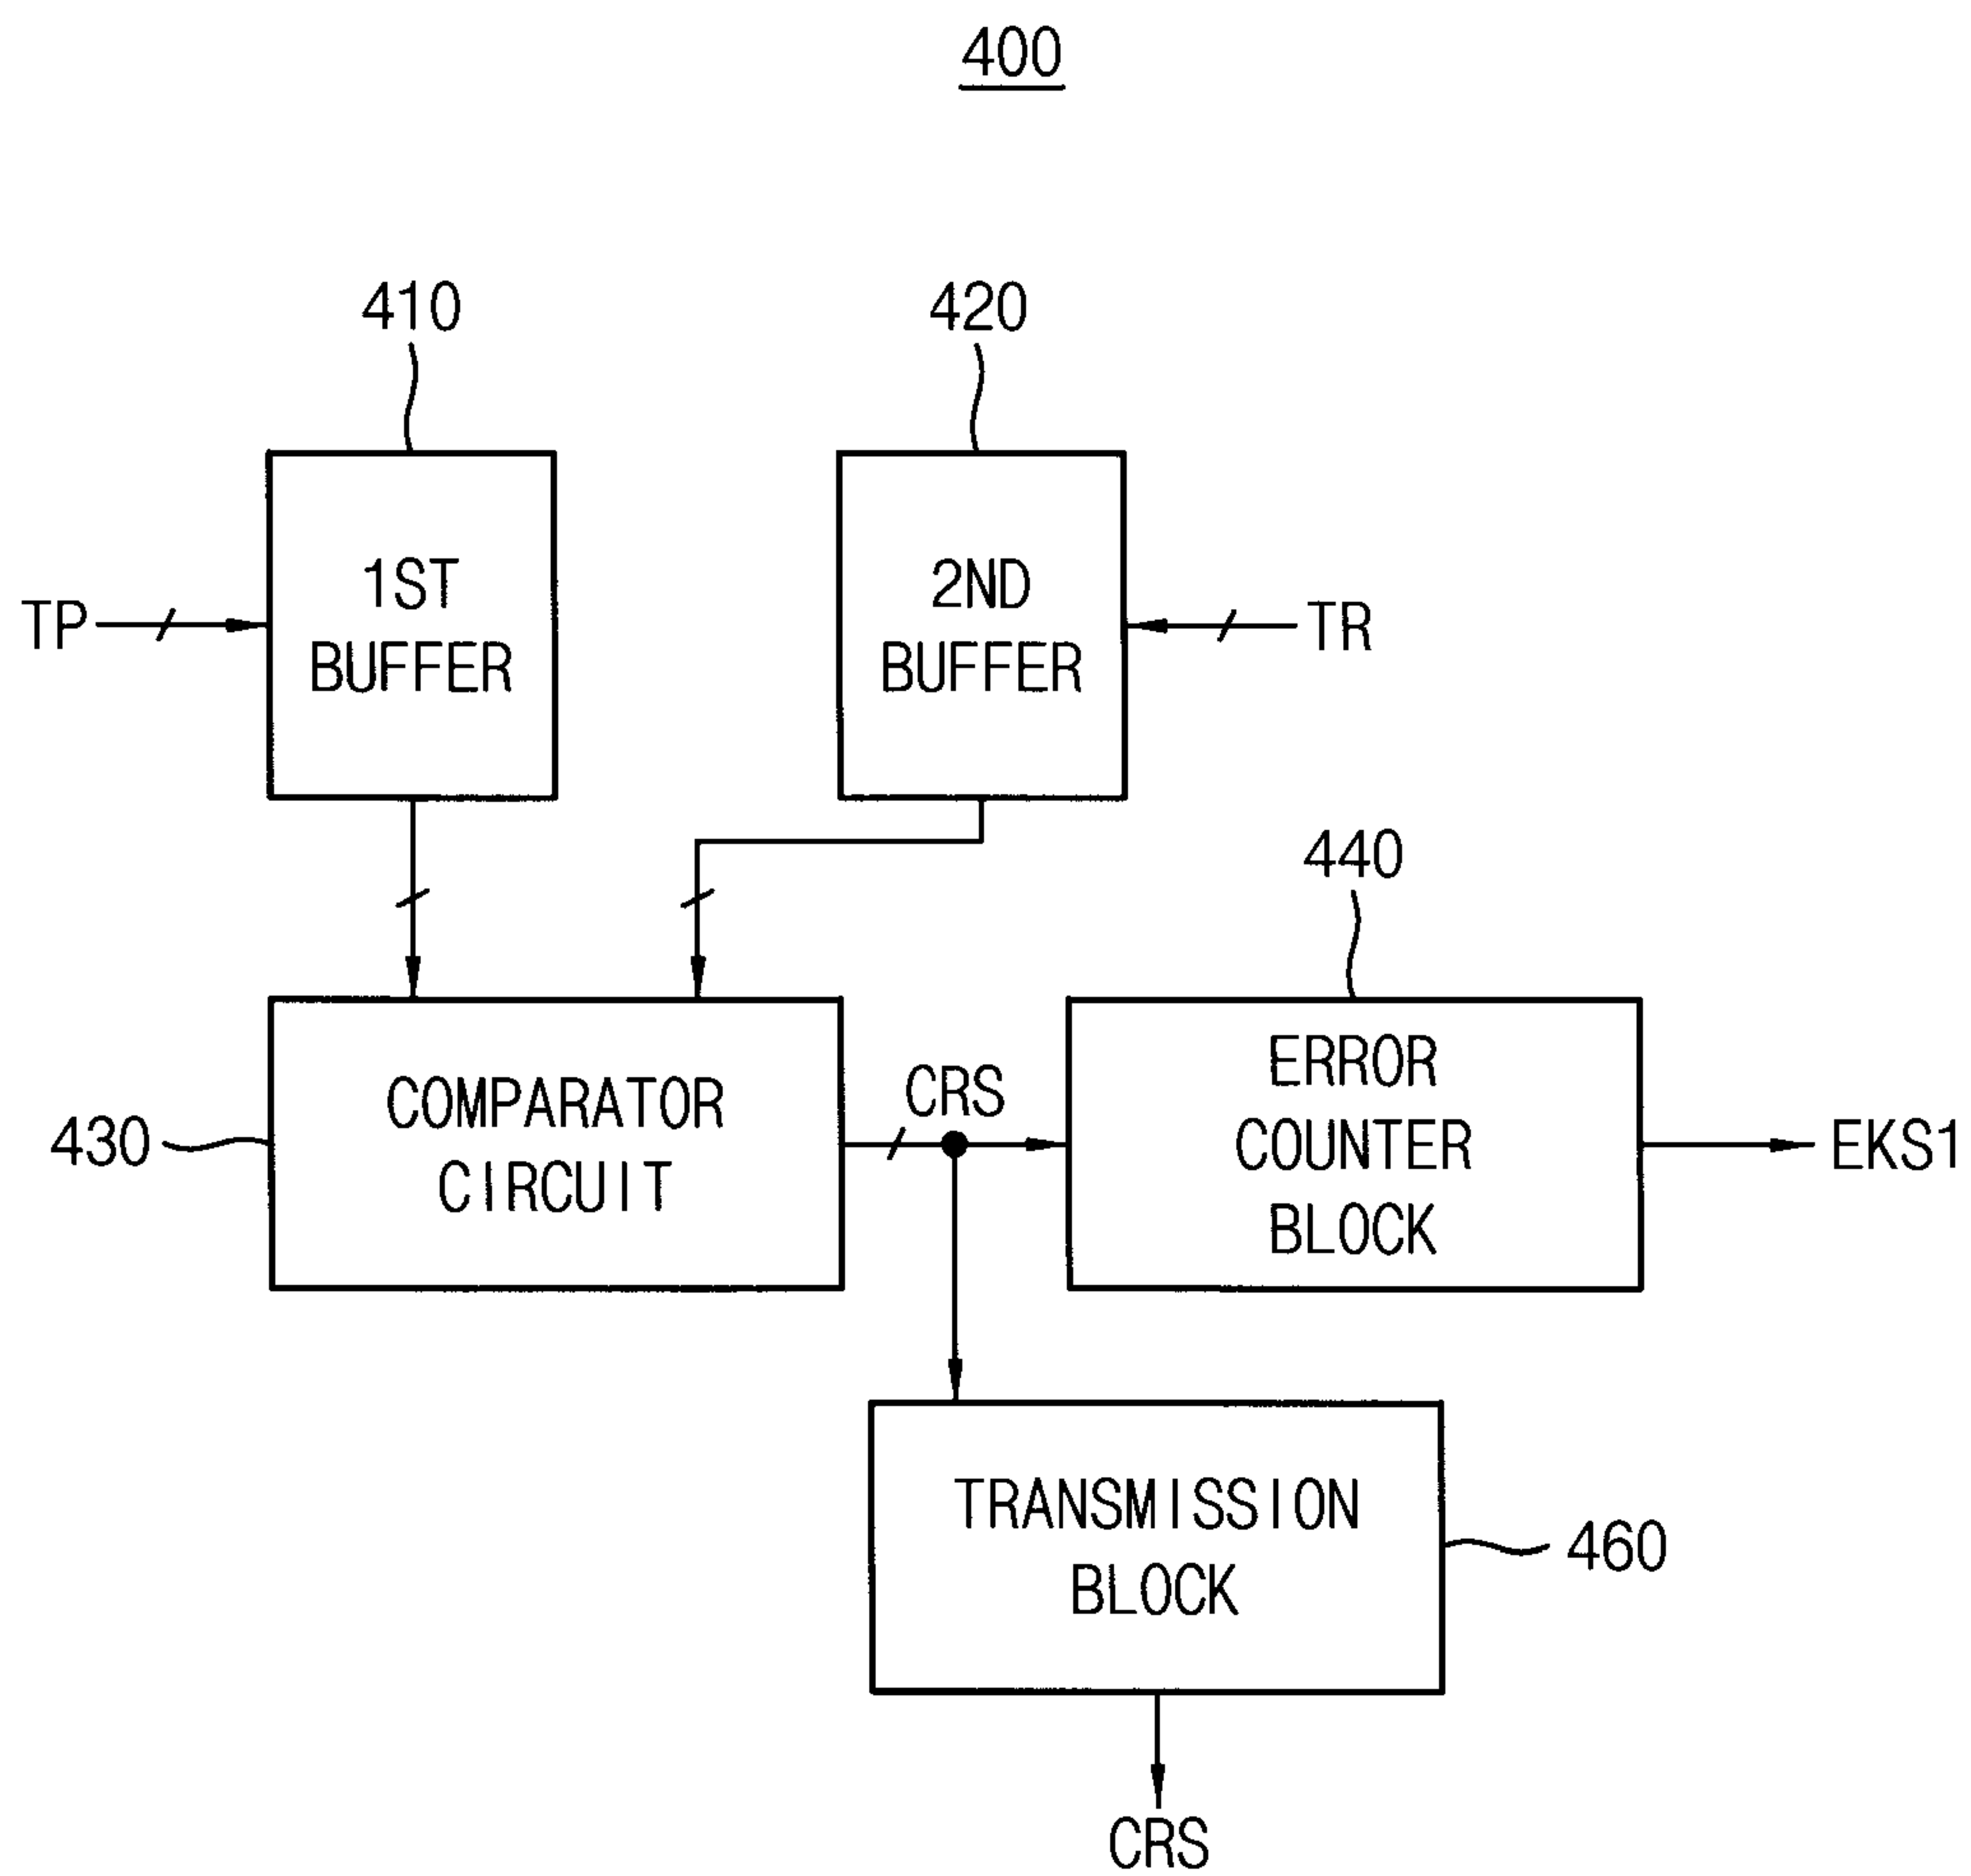 400
410
420
1ST
BUFFER
2ND
BUFFER
TP
TR
440
COMPARATOR
CIRCUIT
430
CRS
ERROR
COUNTER
BLOCK
EKS1
TRANSMISSION
BLOCK
460
CRS